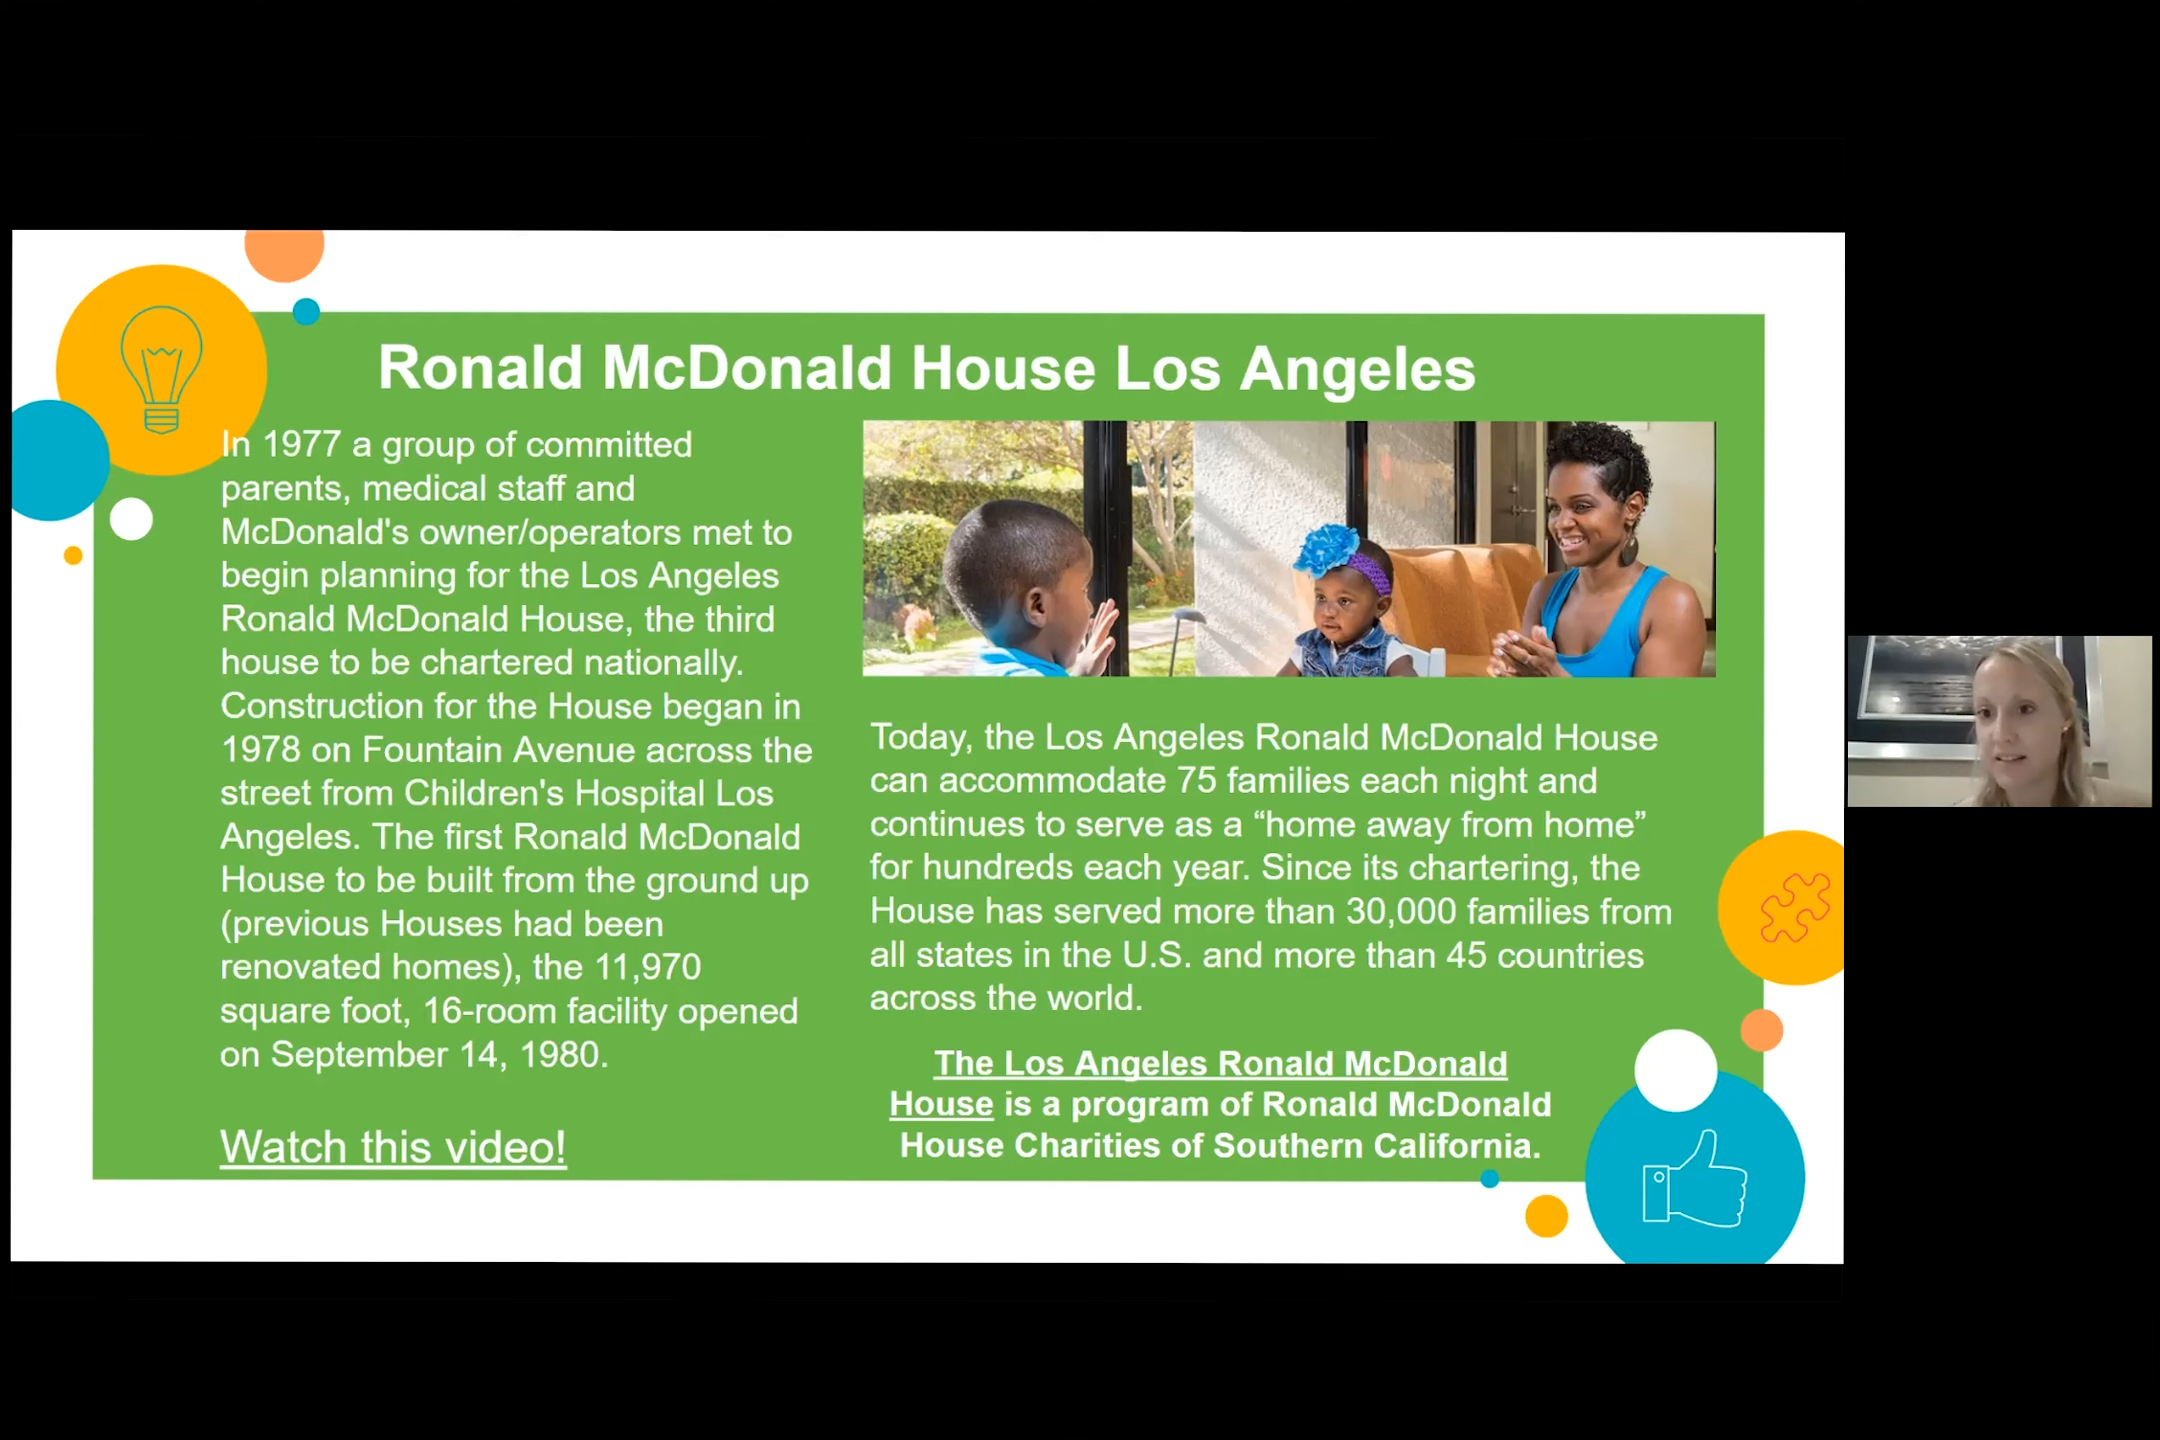 Ronald McDonald House Los Angeles
In 1977 a group of committed
parents, medical staff and
McDonald's owner/operators met to
begin planning for the Los Angeles
Ronald McDonald House, the third
house to be chartered nationally.
Construction for the House began in
1978 on Fountain Avenue across the
street from Children's Hospital Los
Angeles. The first Ronald McDonald
House to be built from the ground up
(previous Houses had been
renovated homes), the 11,970
square foot, 16-room facility opened
on September 14, 1980.
Watch this video!
Today, the Los Angeles Ronald McDonald House
can accommodate 75 families each night and
continues to serve as a “home away from home”
for hundreds each year. Since its chartering, the
House has served more than 30,000 families from
all states in the U.S. and more than 45 countries
across the world.
The Los Angeles Ronald McDonald
House is a program of Ronald McDonald
House Charities of Southern California.